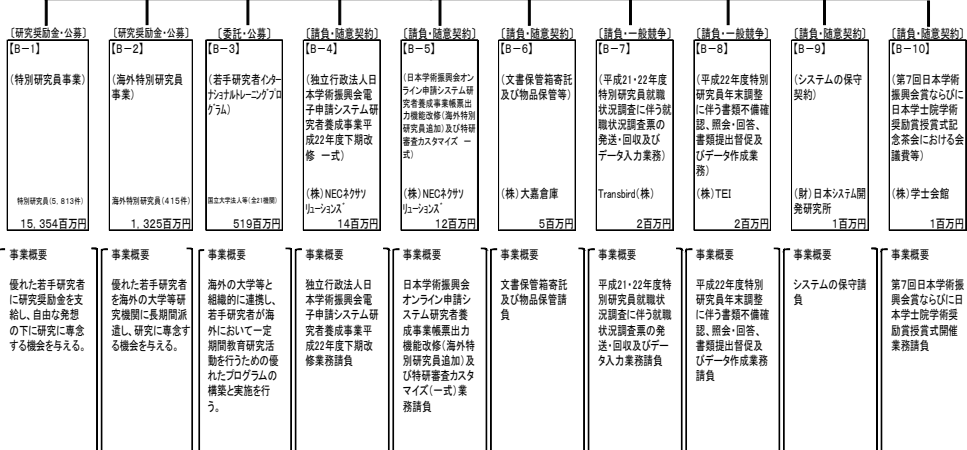 ［研究奨励金・公募］
【B－1】
（特別研究員事業）
特別研究員(5,813件)
15,354百万円
事業概要
優れた若手研究者
に研究奨励金を支
給し、自由な発想
の下に研究に専念
する機会を与える。
［研究奨励金・公募］
【B－2】
（海外特別研究員
事業）
海外特別研究員(415件)
1,325百万円
事業概要
優れた若手研究者
を海外の大学等研
究機関に長期間派
遣し、研究に専念す
る機会を与える。
［委託・公募］
【B－3】
（若手研究者インター
ナショナルトレーニングプロ
グラム）
国立大学法人等(全21機関)
519百万円
事業概要
海外の大学等と
組織的に連携し、
若手研究者が海
外において一定
期間教育研究活
動を行うための優
れたプログラムの
構築と実施を行
う。
［請負・随意契約］
【B－4】
（独立行政法人日
本学術振興会電
子申請システム研
究者養成事業平
成22年度下期改
修 一式）
（株）NECネクサソ
リューションズ
14百万円
事業概要
独立行政法人日
本学術振興会電
子申請システム研
究者養成事業平
成22年度下期改
修業務請負
［請負・随意契約］
【B－5】
（日本学術振興会オン
ライン申請システム研
究者養成事業帳票出
力機能改修（海外特別
研究員追加）及び特研
審査カスタマイズ 一
式）
（株）NECネクサソ
リューションズ
12百万円
事業概要
日本学術振興会
オンライン申請シ
ステム研究者養
成事業帳票出力
機能改修（海外特
別研究員追加）及
び特研審査カスタ
マイズ（一式）業
務請負
［請負・随意契約］
【B－6】
（文書保管箱寄託
及び物品保管等）
（株）大嘉倉庫
5百万円
事業概要
文書保管箱寄託
及び物品保管請
負
［請負・一般競争］
【B－7】
（平成21・22年度
特別研究員就職
状況調査に伴う就
職状況調査票の
発送・回収及び
データ入力業務）
Transbird（株）
2百万円
事業概要
平成21・22年度特
別研究員就職状
況調査に伴う就職
状況調査票の発
送・回収及びデー
タ入力業務請負
［請負・一般競争］
【B－8】
（平成22年度特別
研究員年末調整
に伴う書類不備確
認、照会・回答、
書類提出督促及
びデータ作成業
務）
（株）TEI
2百万円
事業概要
平成22年度特別
研究員年末調整
に伴う書類不備確
認、照会・回答、
書類提出督促及
びデータ作成業務
請負
［請負・随意契約］
【B－9】
（システムの保守
契約）
（財）日本システム開
発研究所
1百万円
事業概要
システムの保守請
負
［請負・随意契約］
【B－10】
（第7回日本学術
振興会賞ならびに
日本学士院学術
奨励賞授賞式記
念茶会における会
議費等）
（株）学士会館
1百万円
事業概要
第7回日本学術振
興会賞ならびに日
本学士院学術奨
励賞授賞式開催
業務請負